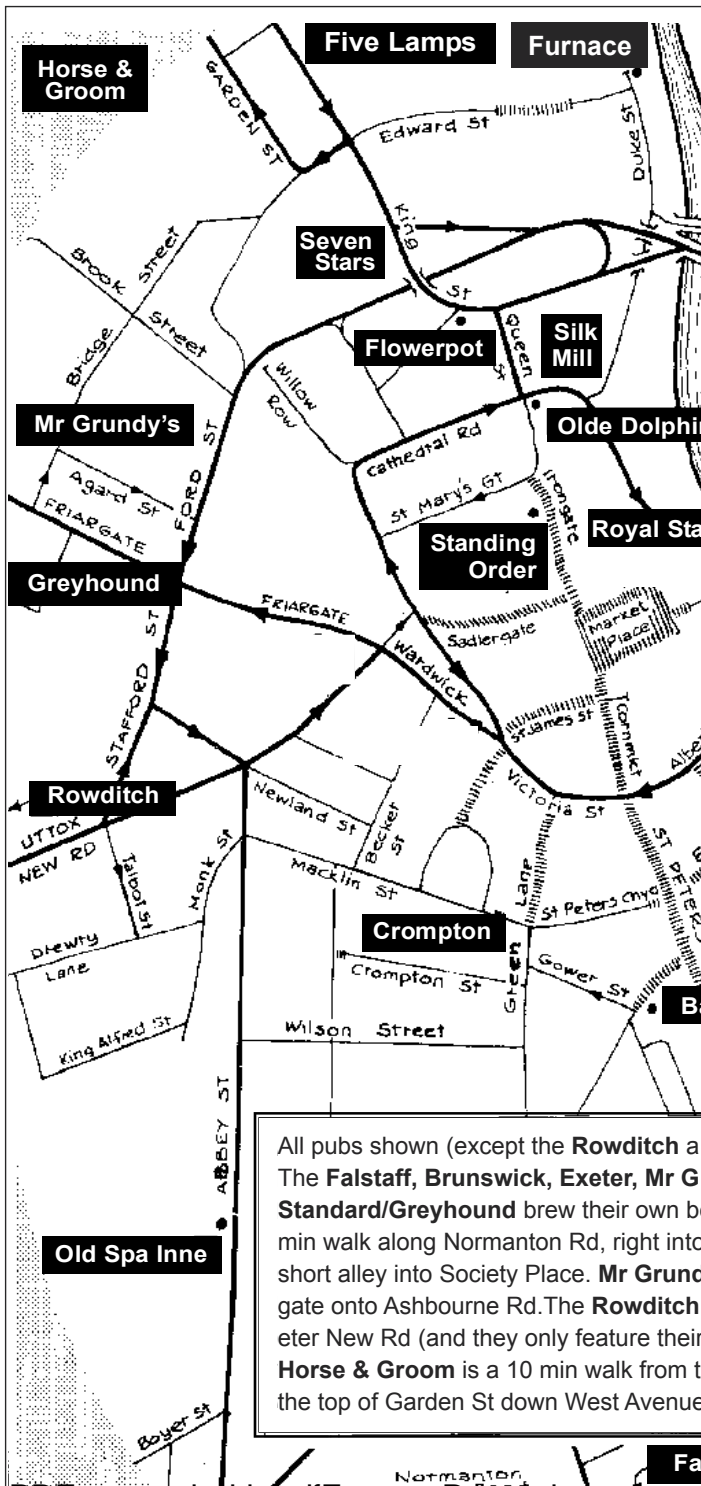 Five Lamps
Furnace
Horse &
Groom
GARDEN ST
Edward St
Duke St
King
St
Seven
Stars
Brook
Street
Bridge
Street
Flowerpot
Queen
St
Silk
Mill
Willow
Row
Mr Grundy's
FORD ST
Cathedral Rd
Olde Dolphin
Agard St
St Mary's Gt
Irongate
FRIARGATE
Standing
Order
Royal Sta
Greyhound
FRIARGATE
Sadlergate
Market
Place
STAFFORD ST
Wardwick
St James St
Cornmkt
Victoria St
Rowditch
Newland St
Becket
St
UTTOX
NEW RD
Talbot St
Monk St
Macklin St
Green
Lane
ST PETERS
St Peters Chyd
Drewry
Lane
Crompton
Crompton St
Gower St
King Alfred St
Wilson Street
Ba
ABBEY ST
Old Spa Inne
All pubs shown (except the Rowditch a
The Falstaff, Brunswick, Exeter, Mr G
Standard/Greyhound brew their own be
min walk along Normanton Rd, right into
short alley into Society Place. Mr Grund
gate onto Ashbourne Rd.The Rowditch
eter New Rd (and they only feature their
Horse & Groom is a 10 min walk from t
the top of Garden St down West Avenue
Boyer St
Normanton
Fa